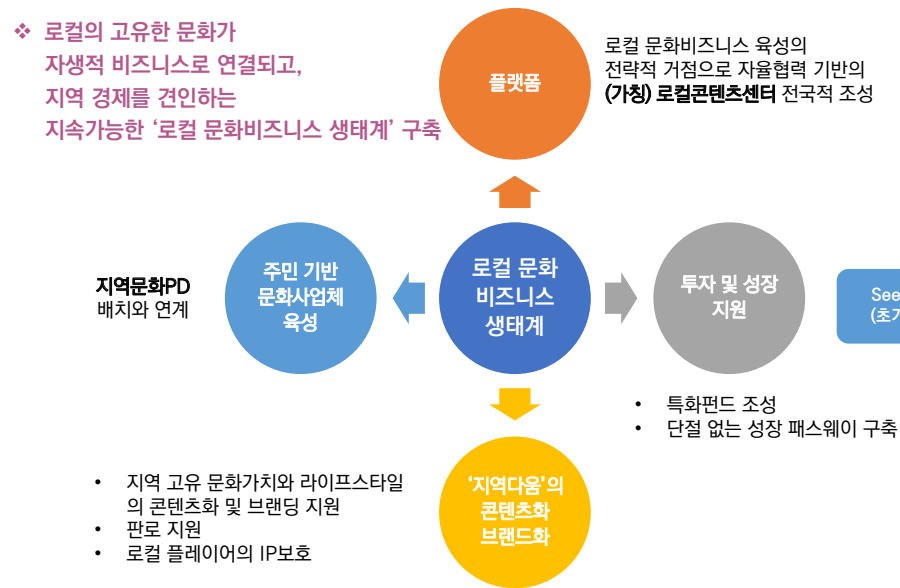 ❖ 로컬의 고유한 문화가
자생적 비즈니스로 연결되고,
지역 경제를 견인하는
지속가능한 ‘로컬 문화비즈니스 생태계’ 구축
플랫폼
로컬 문화비즈니스 육성의
전략적 거점으로 자율협력 기반의
(가칭) 로컬콘텐츠센터 전국적 조성
지역문화PD
배치와 연계
주민 기반
문화사업체
육성
로컬 문화
비즈니스
생태계
투자 및 성장
지원
• 특화펀드 조성
• 단절 없는 성장 패스웨이 구축
‘지역다움’의
콘텐츠화
브랜드화
• 지역 고유 문화가치와 라이프스타일
의 콘텐츠화 및 브랜딩 지원
• 판로 지원
• 로컬 플레이어의 IP보호